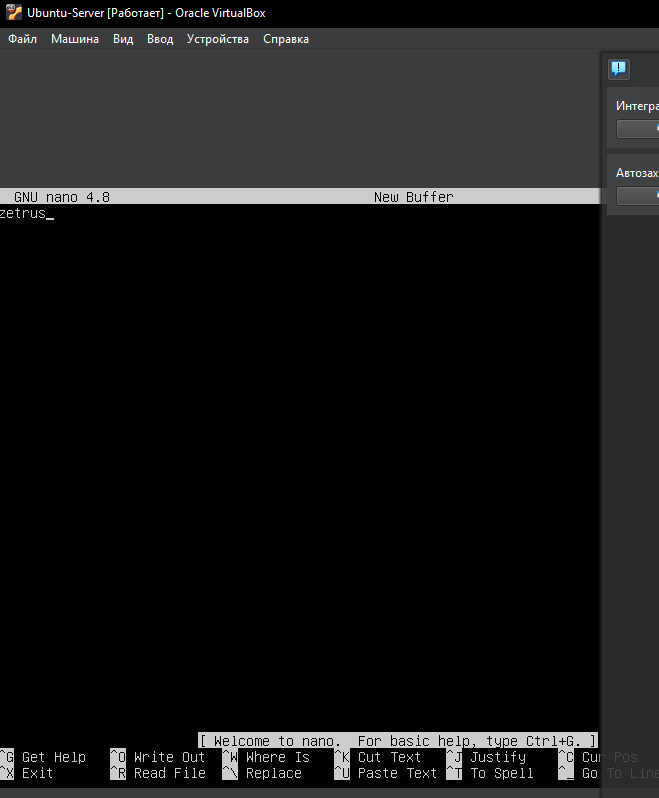 Ubuntu-Server [Работает] - Oracle VirtualBox
Файл Машина Вид Ввод Устройства Справка
Интегра
Автозах
GNU nano 4.8 New Buffer
zetrus_
[ Welcome to nano. For basic help, type Ctrl+G. ]
^G Get Help ^O Write Out ^W Where Is ^K Cut Text ^J Justify ^C Cur Pos
^X Exit ^R Read File ^\ Replace ^U Paste Text ^T To Spell ^_ Go To Line